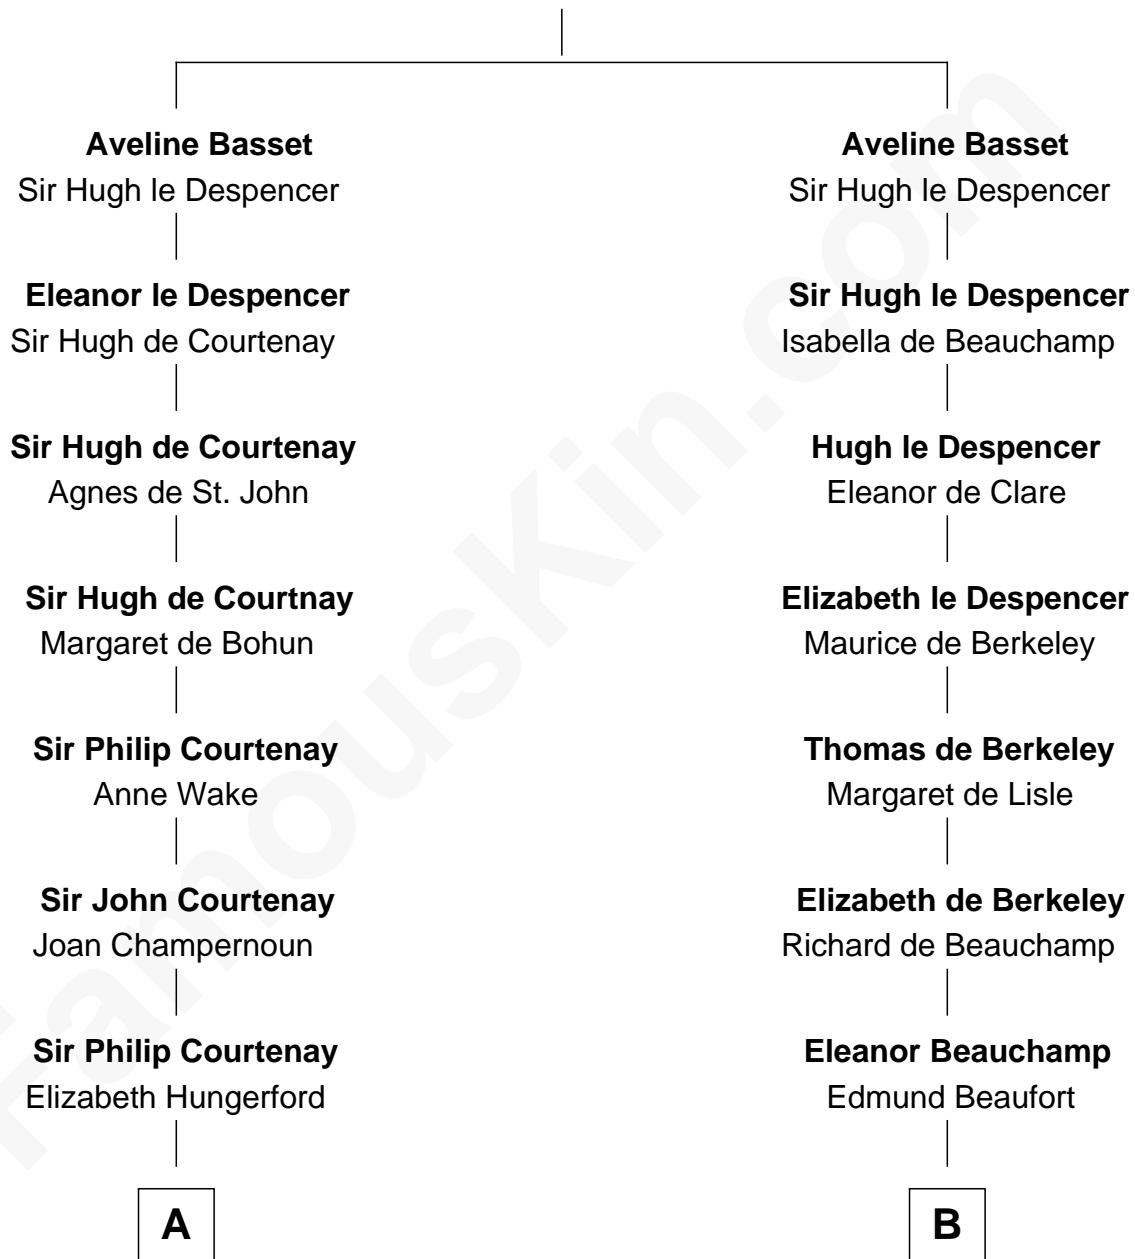 Aveline Basset
Sir Hugh le Despencer
Eleanor le Despencer
Sir Hugh de Courtenay
Sir Hugh de Courtenay
Agnes de St. John
Sir Hugh de Courtnay
Margaret de Bohun
Sir Philip Courtenay
Anne Wake
Sir John Courtenay
Joan Champernoun
Sir Philip Courtenay
Elizabeth Hungerford
A
Aveline Basset
Sir Hugh le Despencer
Sir Hugh le Despencer
Isabella de Beauchamp
Hugh le Despencer
Eleanor de Clare
Elizabeth le Despencer
Maurice de Berkeley
Thomas de Berkeley
Margaret de Lisle
Elizabeth de Berkeley
Richard de Beauchamp
Eleanor Beauchamp
Edmund Beaufort
B
FamousKin.com